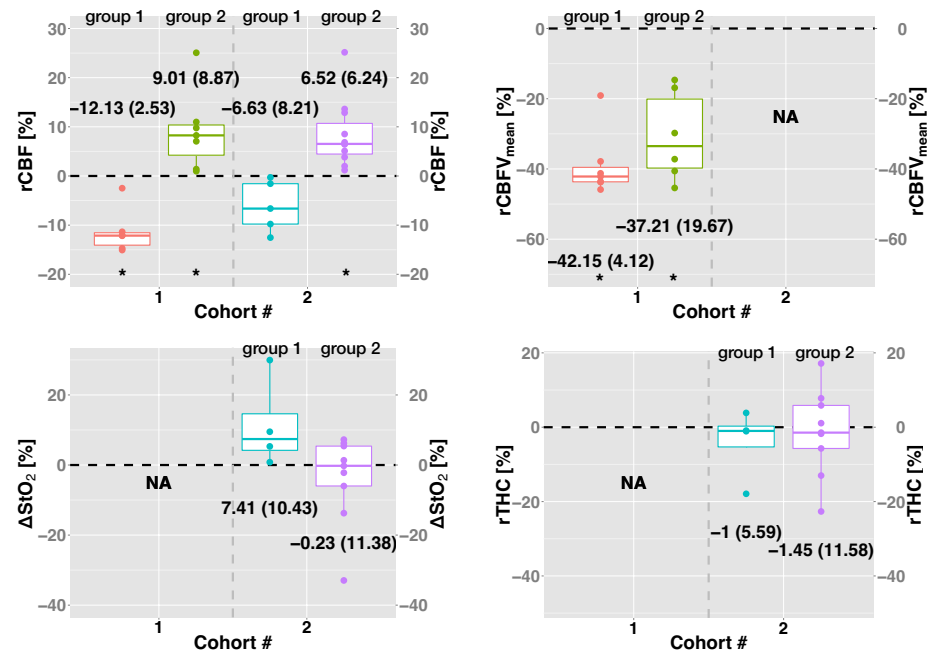 group 1 group 2 group 1 group 2
30 30
20 20
10 10
0 0
−10 −10
−20 −20
rCBF [%]
rCBF [%]
9.01 (8.87) 6.52 (6.24)
−12.13 (2.53) −6.63 (8.21)
* * *
1 2
Cohort #
group 1 group 2
0 0
−20 −20
−40 −40
−60 −60
rCBFVmean [%]
rCBFVmean [%]
NA
−37.21 (19.67)
−42.15 (4.12)
* *
1 2
Cohort #
group 1 group 2
20 20
0 0
−20 −20
−40 −40
ΔStO2 [%]
ΔStO2 [%]
NA
7.41 (10.43)
−0.23 (11.38)
1 2
Cohort #
group 1 group 2
20 20
0 0
−20 −20
−40 −40
rTHC [%]
rTHC [%]
NA
−1 (5.59)
−1.45 (11.58)
1 2
Cohort #